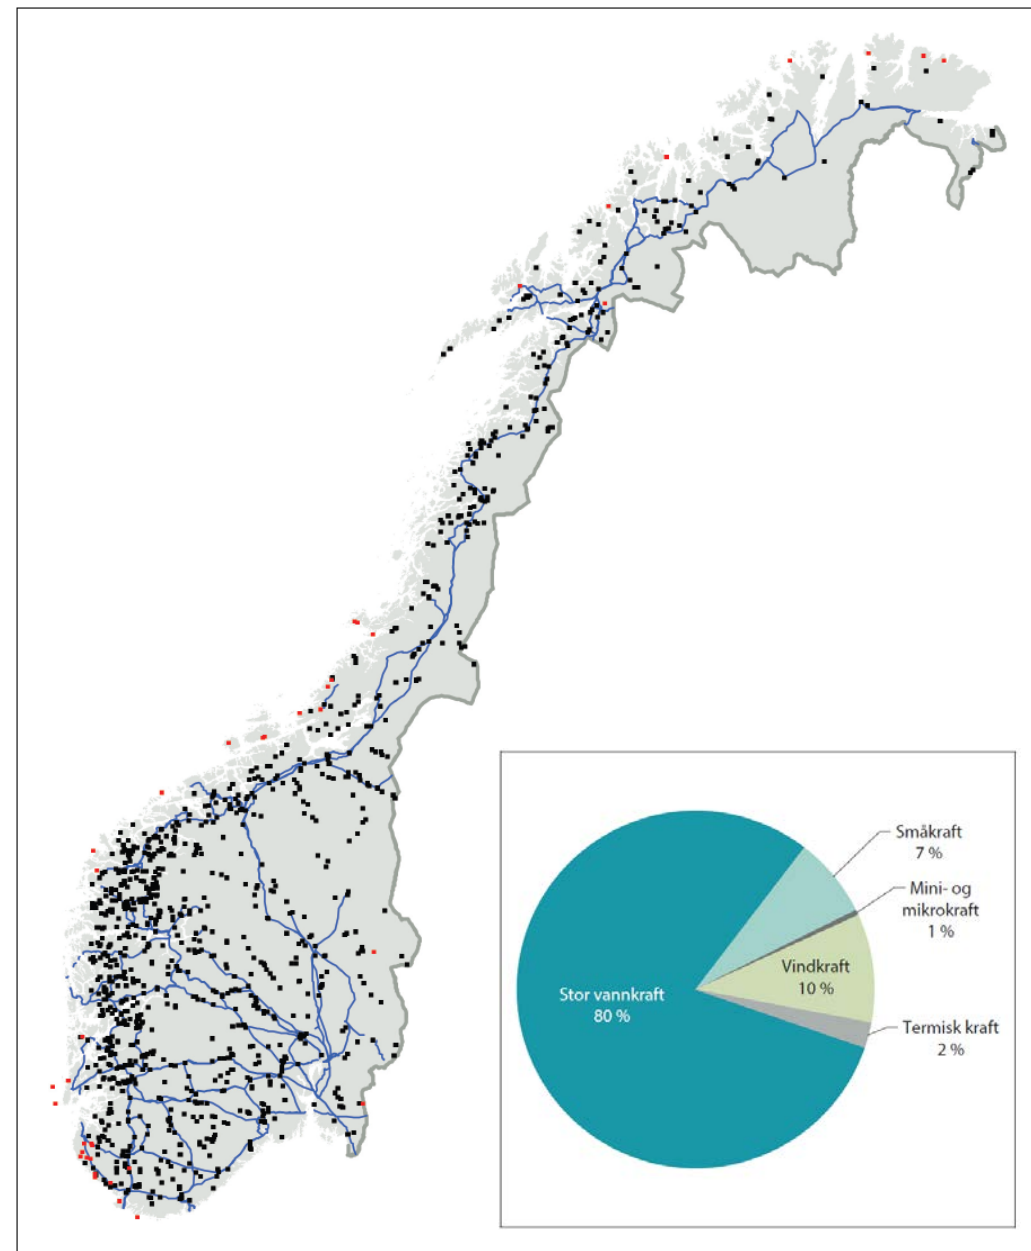 Småkraft
7 %
Mini- og
mikrokraft
1 %
Vindkraft
10 %
Stor vannkraft
80 %
Termisk kraft
2 %